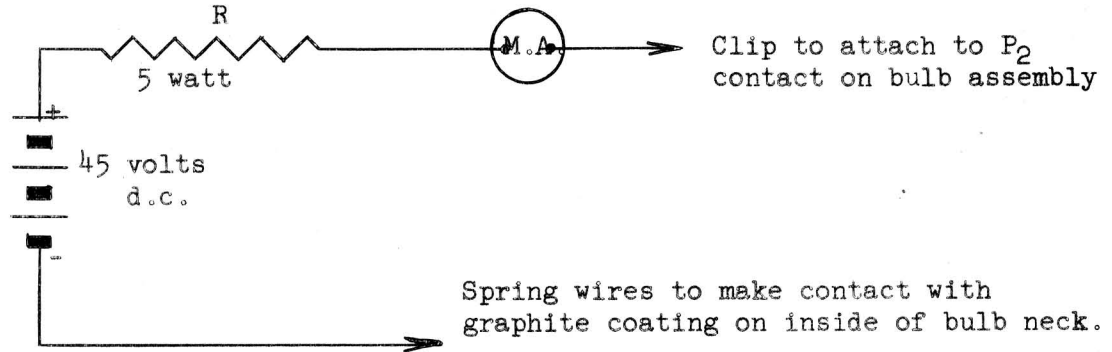 R
M.A.
5 watt
Clip to attach to P2
contact on bulb assembly
+
45 volts
d.c.
-
Spring wires to make contact with
graphite coating on inside of bulb neck.